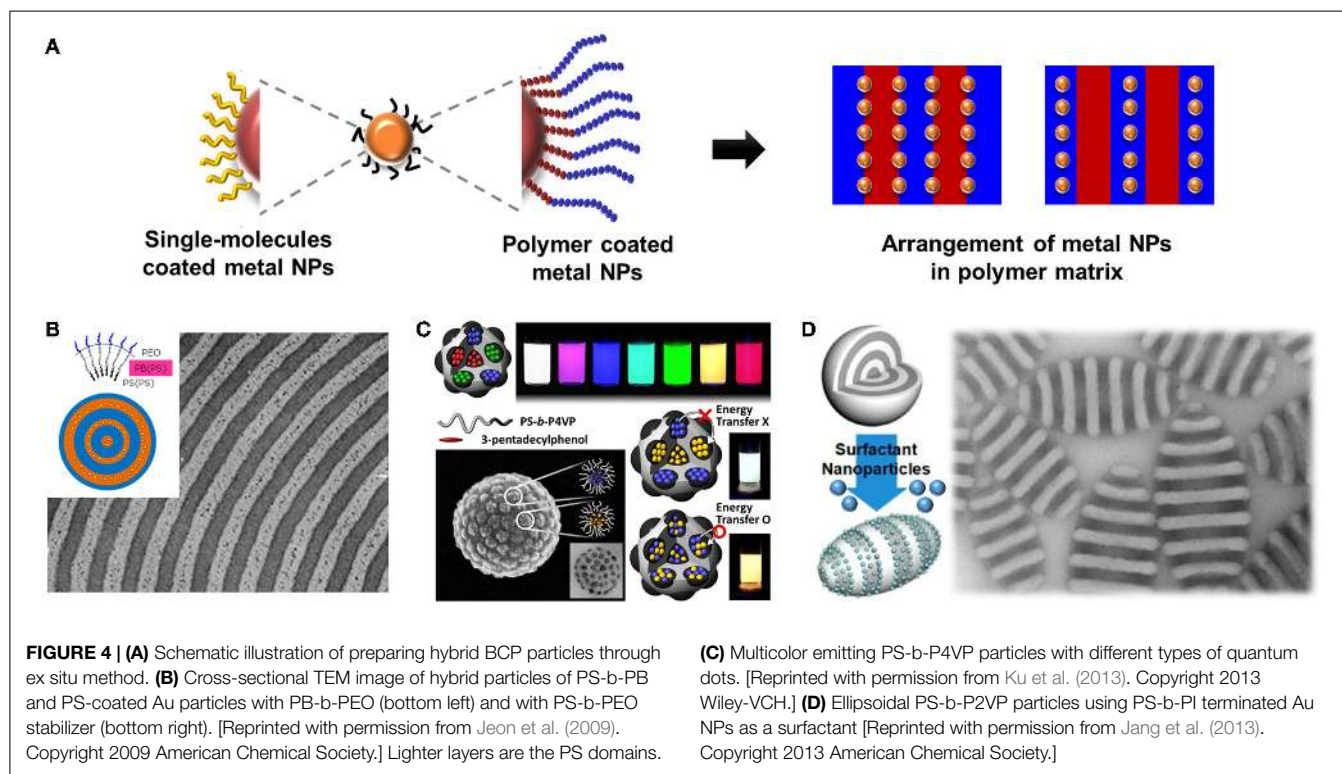 A
Single-molecules
coated metal NPs
Polymer coated
metal NPs
Arrangement of metal NPs
in polymer matrix
B
PEO
PB(PS)
PS(PS)
C
PS-b-P4VP
3-pentadecylphenol
Energy
Transfer X
X
Energy
Transfer O
O
D
Surfactant
Nanoparticles
FIGURE 4 | (A) Schematic illustration of preparing hybrid BCP particles through
ex situ method. (B) Cross-sectional TEM image of hybrid particles of PS-b-PB
and PS-coated Au particles with PB-b-PEO (bottom left) and with PS-b-PEO
stabilizer (bottom right). [Reprinted with permission from Jeon et al. (2009).
Copyright 2009 American Chemical Society.] Lighter layers are the PS domains.
(C) Multicolor emitting PS-b-P4VP particles with different types of quantum
dots. [Reprinted with permission from Ku et al. (2013). Copyright 2013
Wiley-VCH.] (D) Ellipsoidal PS-b-P2VP particles using PS-b-PI terminated Au
NPs as a surfactant [Reprinted with permission from Jang et al. (2013).
Copyright 2013 American Chemical Society.]